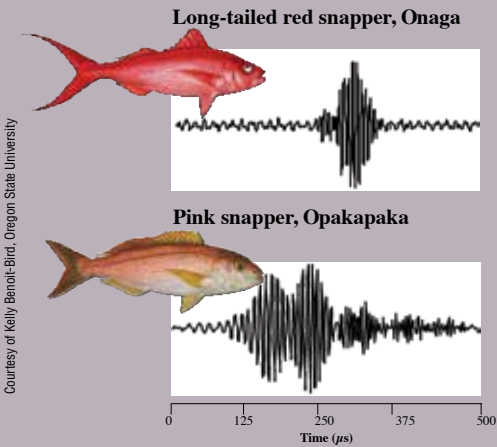 Long-tailed red snapper, Onaga
Pink snapper, Opakapaka
Courtesy of Kelly Benoit-Bird, Oregon State University
0 125 250 375 500
Time (μs)